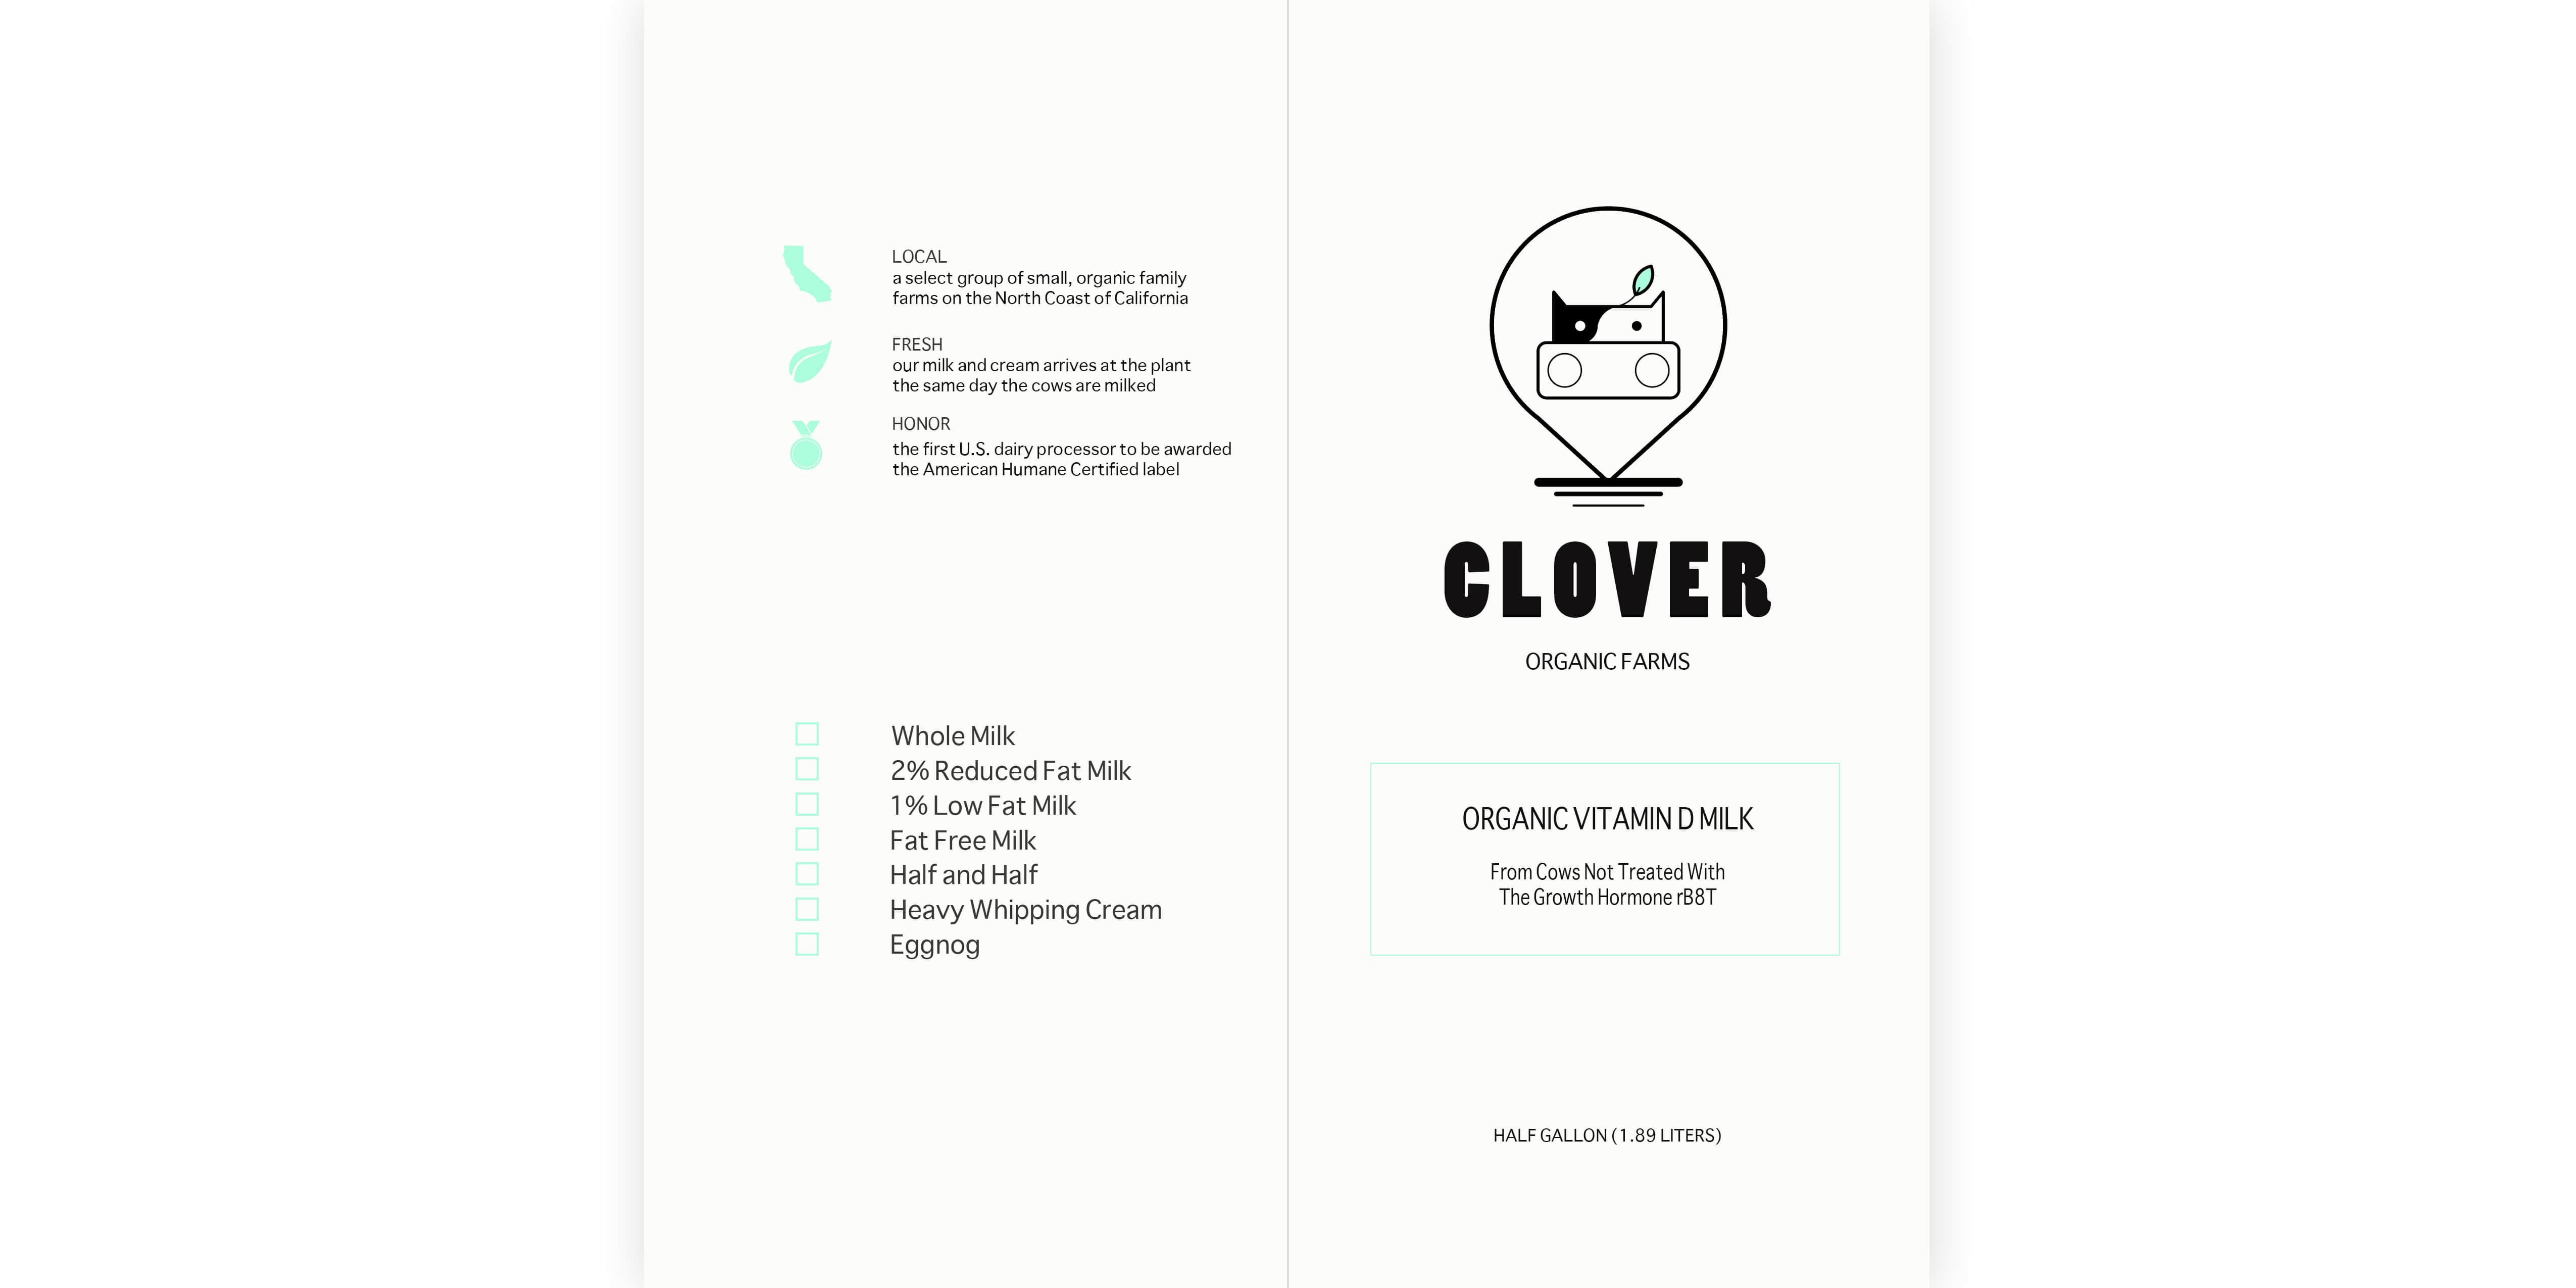 LOCAL
a select group of small, organic family
farms on the North Coast of California
FRESH
our milk and cream arrives at the plant
the same day the cows are milked
HONOR
the first U.S. dairy processor to be awarded
the American Humane Certified label
Whole Milk
2% Reduced Fat Milk
1% Low Fat Milk
Fat Free Milk
Half and Half
Heavy Whipping Cream
Eggnog
CLOVER
ORGANIC FARMS
ORGANIC VITAMIN D MILK
From Cows Not Treated With
The Growth Hormone rB8T
HALF GALLON (1.89 LITERS)